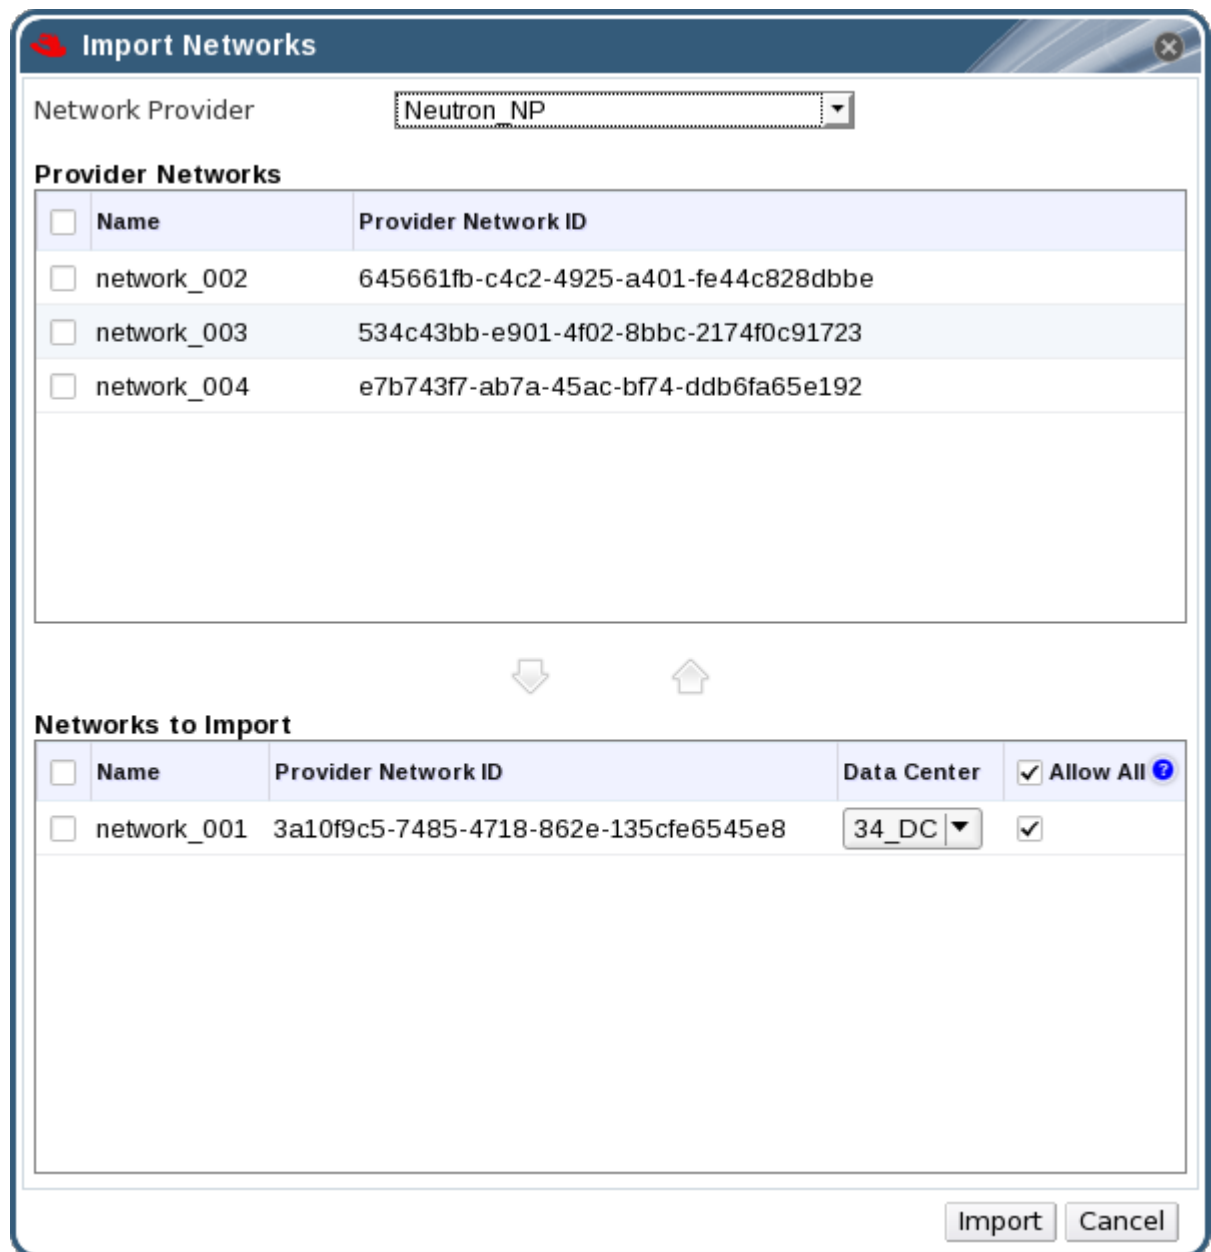 Import Networks
Network Provider Neutron_NP
Provider Networks
Name Provider Network ID
network_002 645661fb-c4c2-4925-a401-fe44c828dbbe
network_003 534c43bb-e901-4f02-8bbc-2174f0c91723
network_004 e7b743f7-ab7a-45ac-bf74-ddb6fa65e192
Networks to Import
Name Provider Network ID Data Center Allow All ?
network_001 3a10f9c5-7485-4718-862e-135cfe6545e8 34_DC
Import Cancel